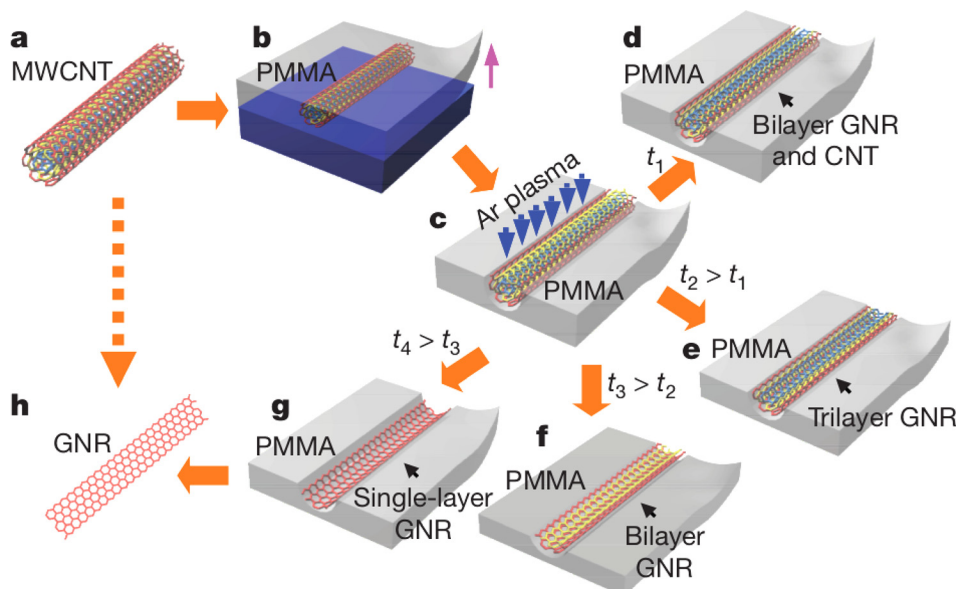 a
MWCNT
b
PMMA
c
Ar plasma
PMMA
t1
d
PMMA
Bilayer GNR
and CNT
t2 > t1
e
PMMA
Trilayer GNR
t3 > t2
f
PMMA
Bilayer
GNR
t4 > t3
g
PMMA
Single-layer
GNR
h
GNR